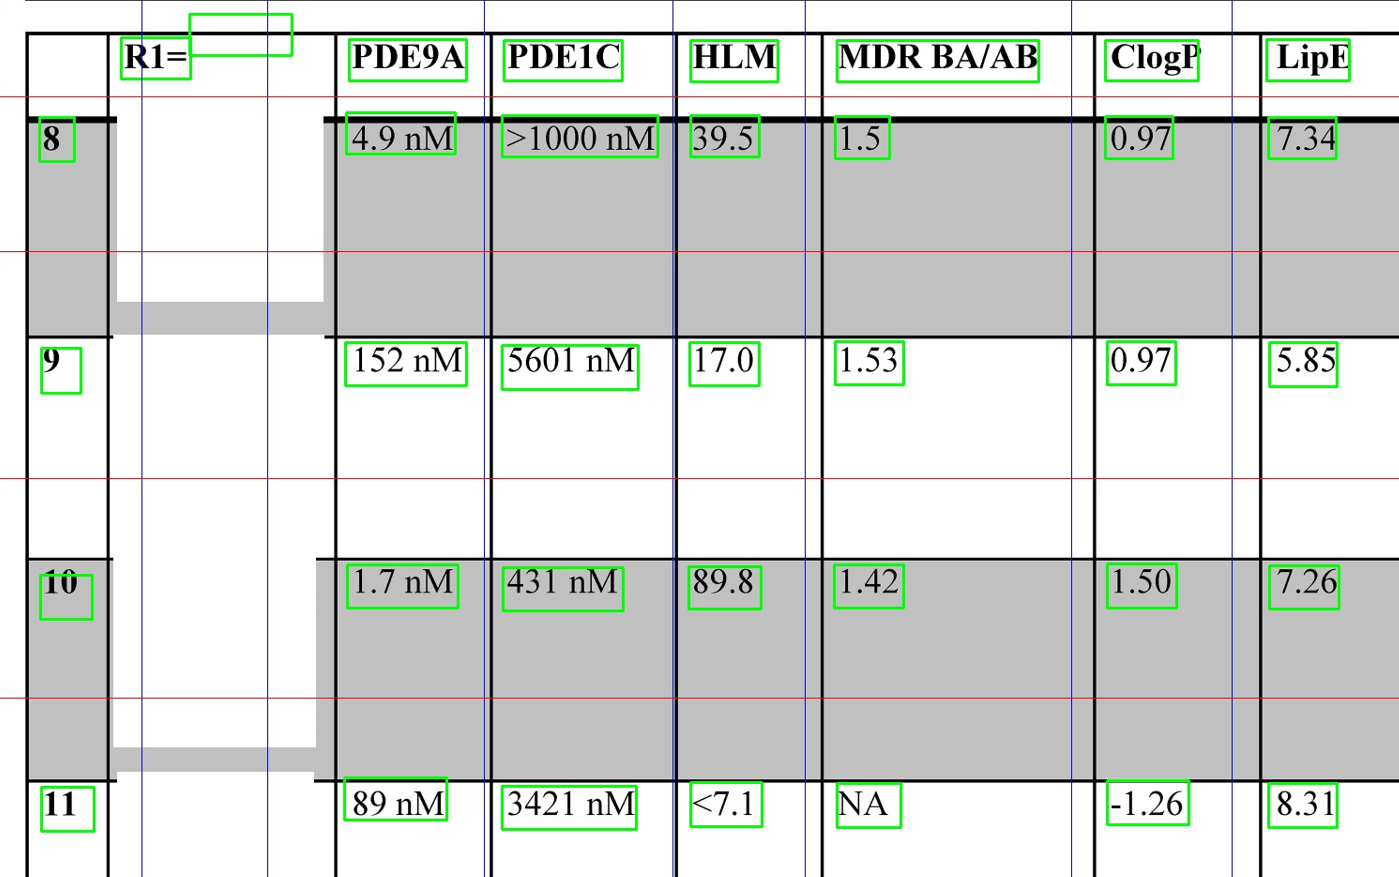 R1= PDE9A PDE1C HLM MDR BA/AB ClogP LipE
8 4.9 nM >1000 nM 39.5 1.5 0.97 7.34
9 152 nM 5601 nM 17.0 1.53 0.97 5.85
10 1.7 nM 431 nM 89.8 1.42 1.50 7.26
11 89 nM 3421 nM <7.1 NA -1.26 8.31